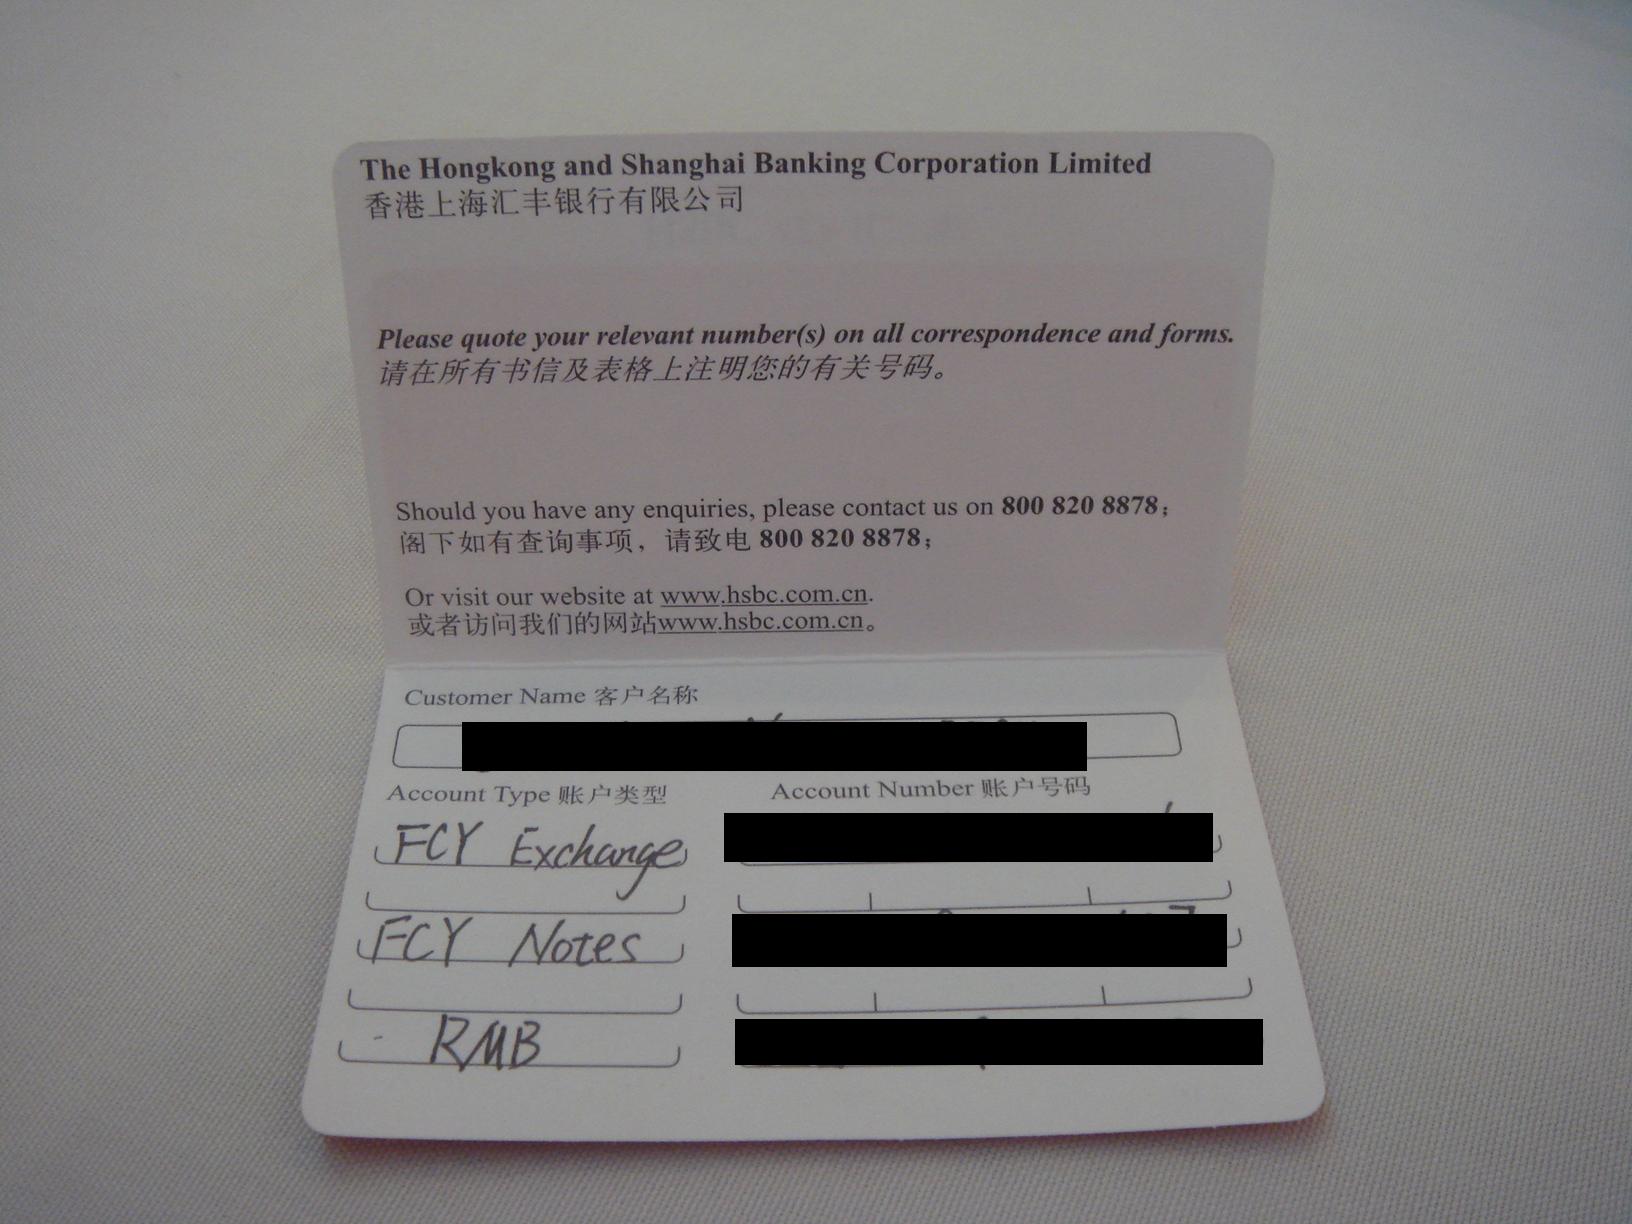 The Hongkong and Shanghai Banking Corporation Limited
香港上海汇丰银行有限公司
Please quote your relevant number(s) on all correspondence and forms.
请在所有书信及表格上注明您的有关号码。
Should you have any enquiries, please contact us on 800 820 8878；
阁下如有查询事项，请致电 800 820 8878；
Or visit our website at www.hsbc.com.cn.
或者访问我们的网站www.hsbc.com.cn。
Customer Name 客户名称
Account Type 账户类型 Account Number 账户号码
FCY Exchange
FCY Notes
RMB